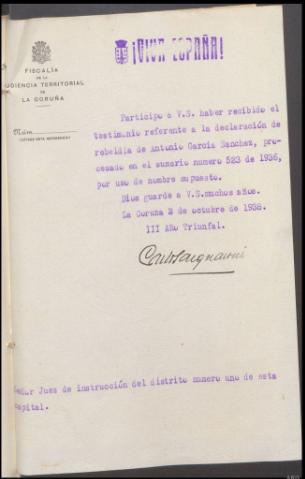 ¡VIVA ESPAÑA!
FISCALÍA
DE LA
AUDIENCIA TERRITORIAL
DE
LA CORUÑA
Núm.
Participo a V.S. haber recibido el
testimonio referente a la declaración de
rebeldía de Antonio García Sanchez, pro-
cesado en el sumario numero 523 de 1936,
por uso de nombre supuesto.
Dios guarde a V.S.muchos años.
La Coruña 3 de octubre de 1938.
III Año Triunfal.
Señor Juez de instrucción del distrito numero uno de esta
capital.